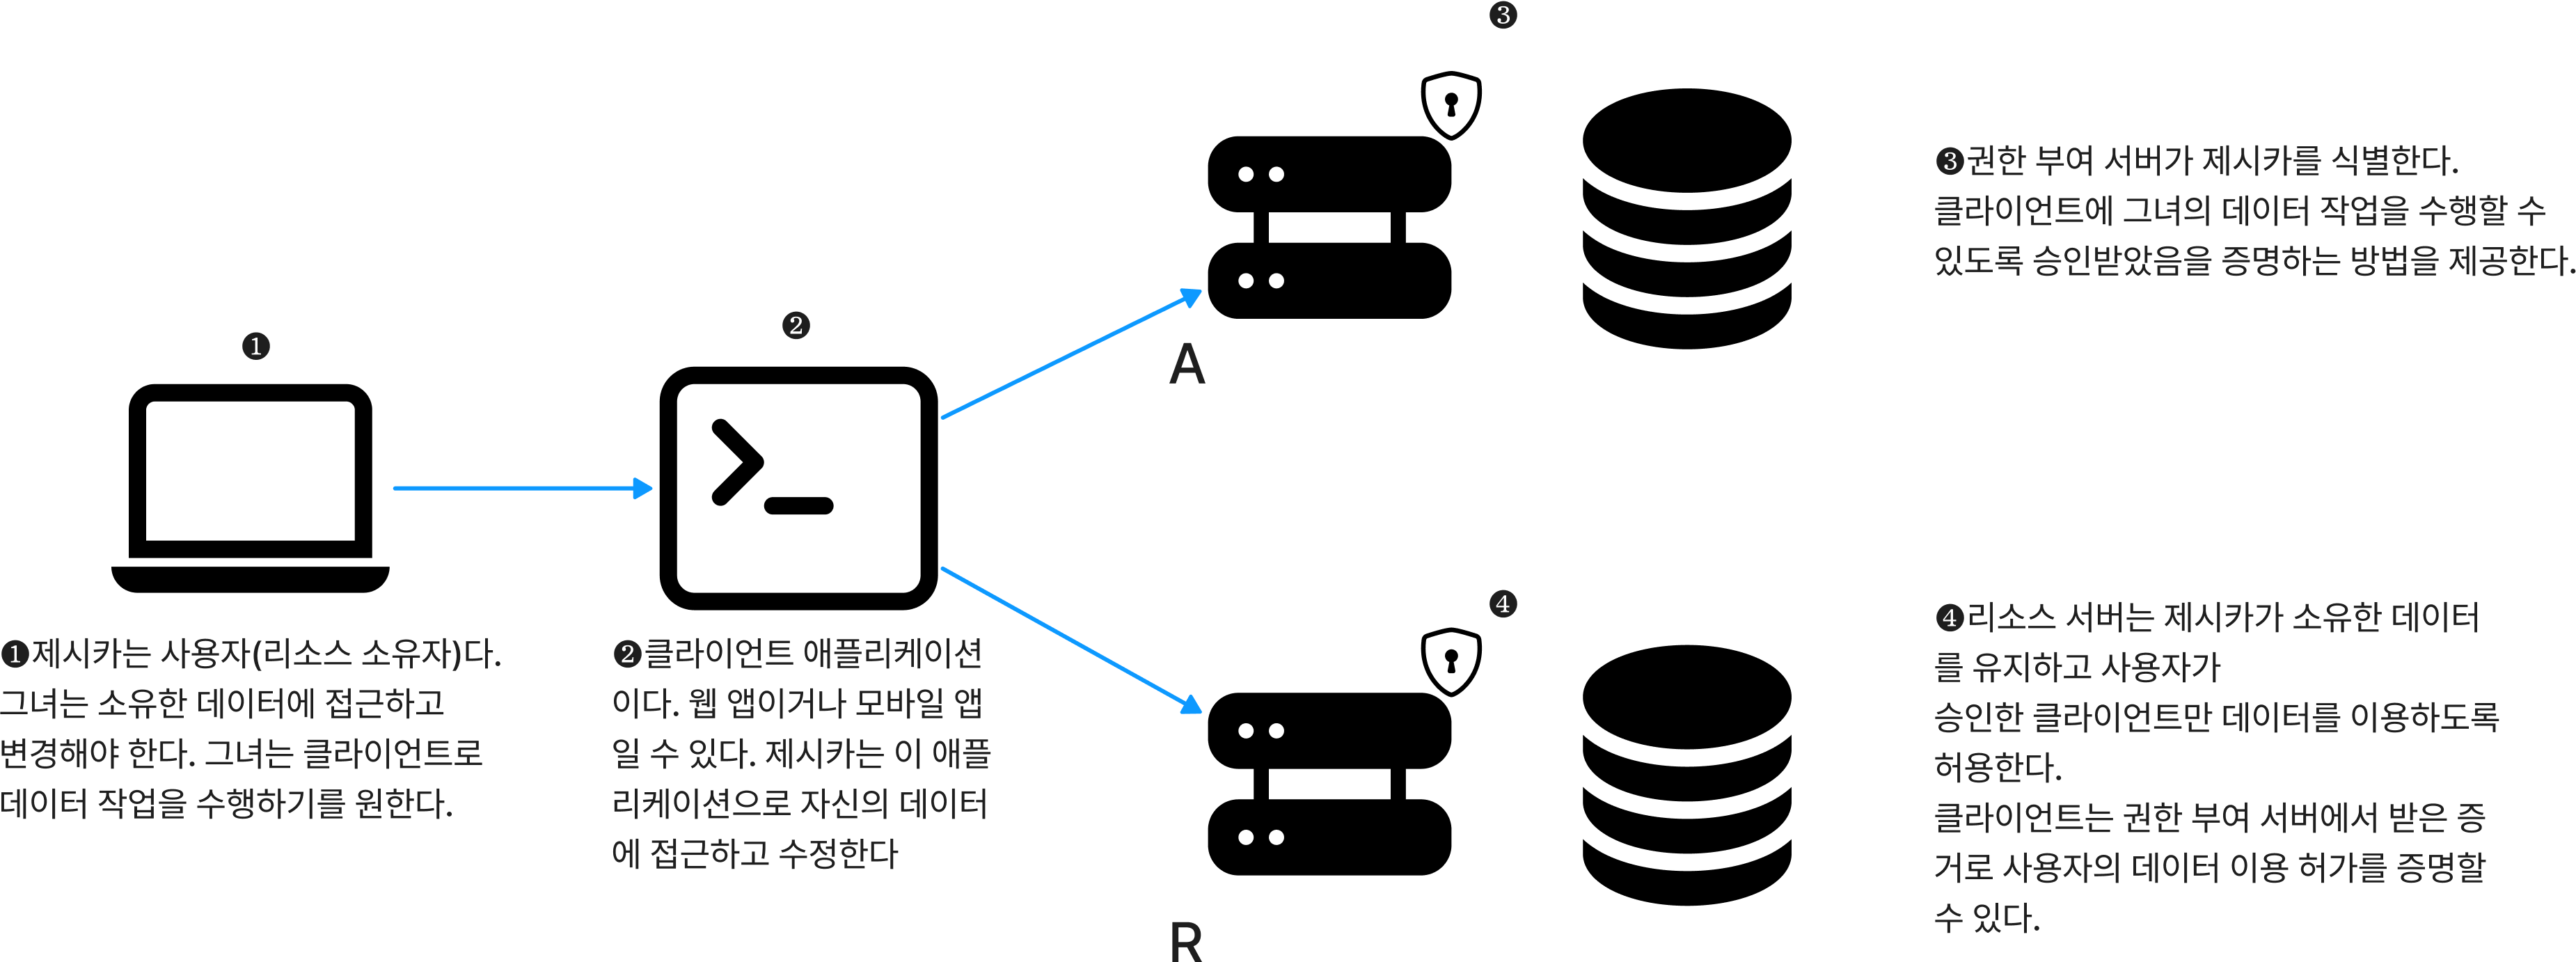 ❸
❸권한 부여 서버가 제시카를 식별한다.
클라이언트에 그녀의 데이터 작업을 수행할 수
있도록 승인받았음을 증명하는 방법을 제공한다.
❶
❷
A
❶제시카는 사용자(리소스 소유자)다.
그녀는 소유한 데이터에 접근하고
변경해야 한다. 그녀는 클라이언트로
데이터 작업을 수행하기를 원한다.
❷클라이언트 애플리케이션
이다. 웹 앱이거나 모바일 앱
일 수 있다. 제시카는 이 애플
리케이션으로 자신의 데이터
에 접근하고 수정한다
❹
❹리소스 서버는 제시카가 소유한 데이터
를 유지하고 사용자가
승인한 클라이언트만 데이터를 이용하도록
허용한다.
클라이언트는 권한 부여 서버에서 받은 증
거로 사용자의 데이터 이용 허가를 증명할
수 있다.
R